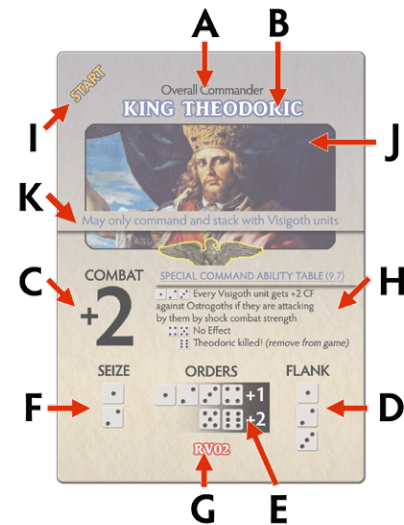 A
B
START
Overall Commander
KING THEODORIC
I
J
K
May only command and stack with Visigoth units
C
COMBAT
+2
SPECIAL COMMAND ABILITY TABLE (9.7)
H
Every Visigoth unit gets +2 CF
against Ostrogoths if they are attacking
by them by shock combat strength
No Effect
Theodoric killed! (remove from game)
SEIZE
ORDERS
FLANK
F
+1
D
+2
RV02
G
E